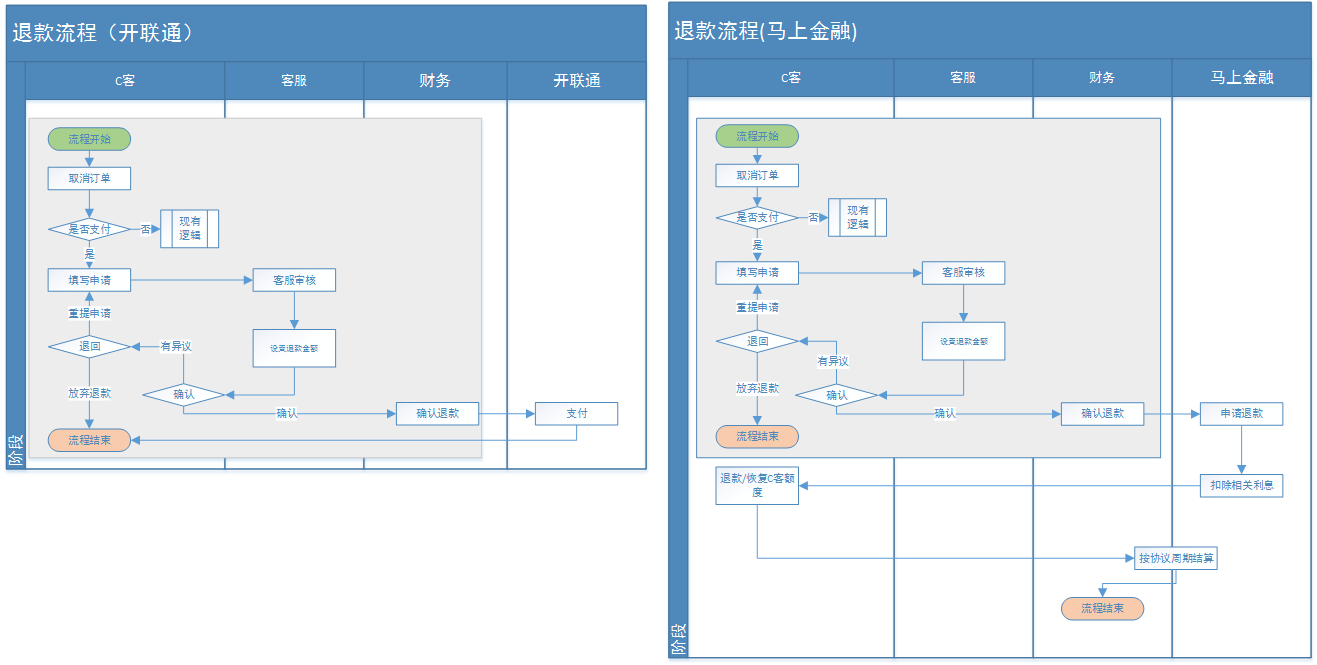 退款流程（开联通）
C客
客服
财务
开联通
流程开始
取消订单
是否支付
否
现有
逻辑
是
填写申请
客服审核
重提申请
设置退款金额
退回
有异议
放弃退款
确认
确认
确认退款
支付
流程结束
阶段
退款流程(马上金融)
C客
客服
财务
马上金融
流程开始
取消订单
是否支付
否
现有
逻辑
是
填写申请
客服审核
重提申请
设置退款金额
退回
有异议
放弃退款
确认
确认
确认退款
申请退款
流程结束
退款/恢复C客额
度
扣除相关利息
按协议周期结算
流程结束
阶段